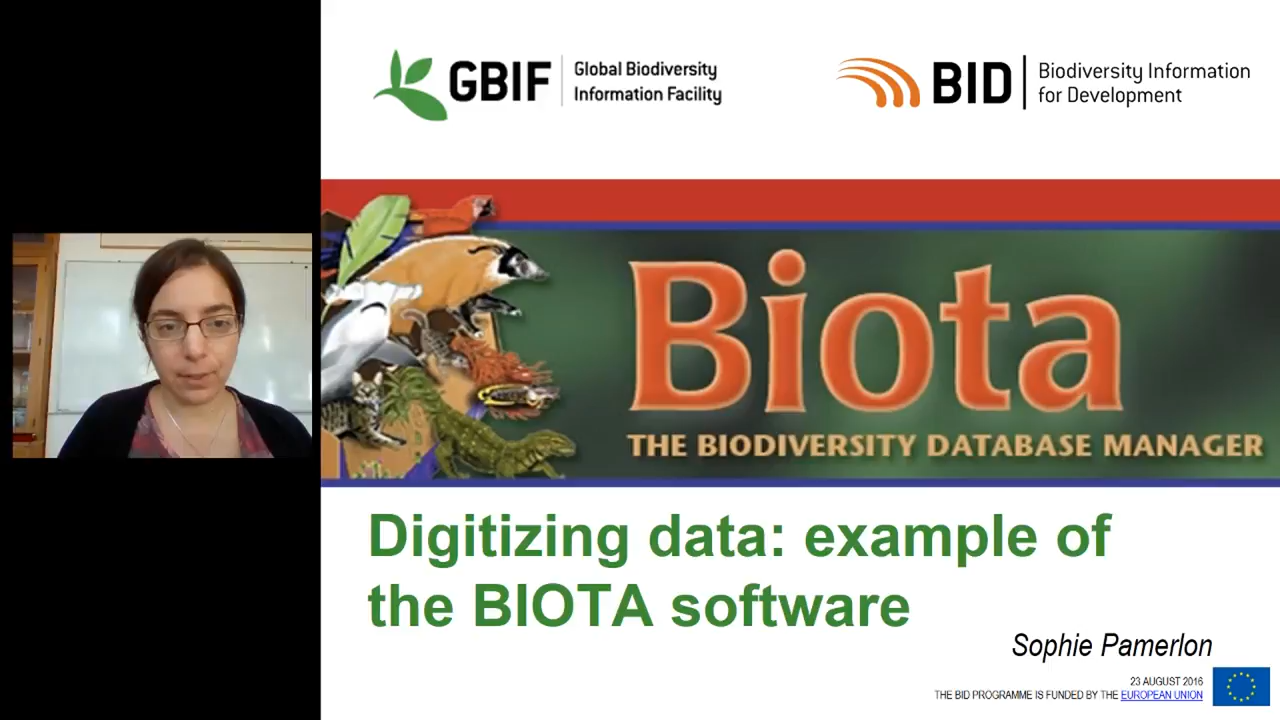 GBIF
Global Biodiversity
Information Facility
BID
Biodiversity Information
for Development
Biota
THE BIODIVERSITY DATABASE MANAGER
Digitizing data: example of
the BIOTA software
Sophie Pamerlon
23 AUGUST 2016
THE BID PROGRAMME IS FUNDED BY THE EUROPEAN UNION